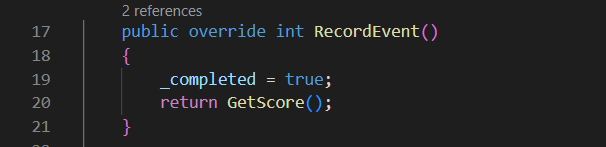 2 references
17 public override int RecordEvent()
18 {
19 _completed = true;
20 return GetScore();
21 }